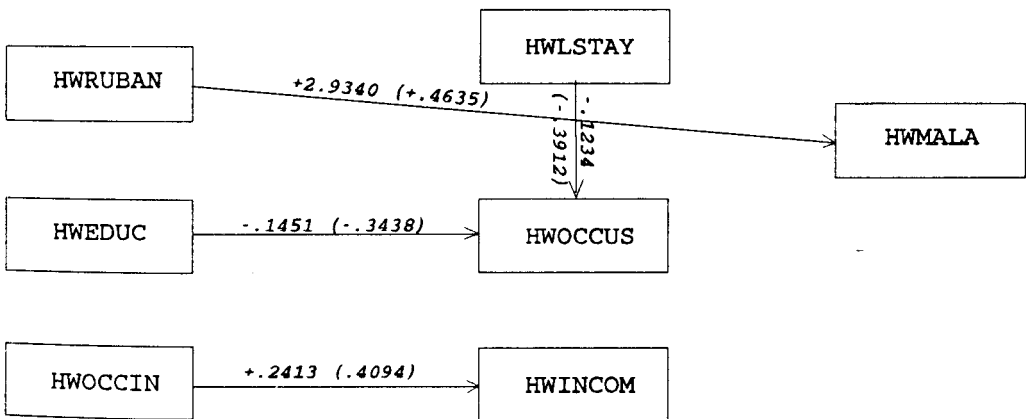 HWLSTAY
HWRUBAN
+2.9340 (+.4635)
-.1234
(-.3912)
HWMALA
HWEDUC
-.1451 (-.3438)
HWOCCUS
HWOCCIN
+.2413 (.4094)
HWINCOM